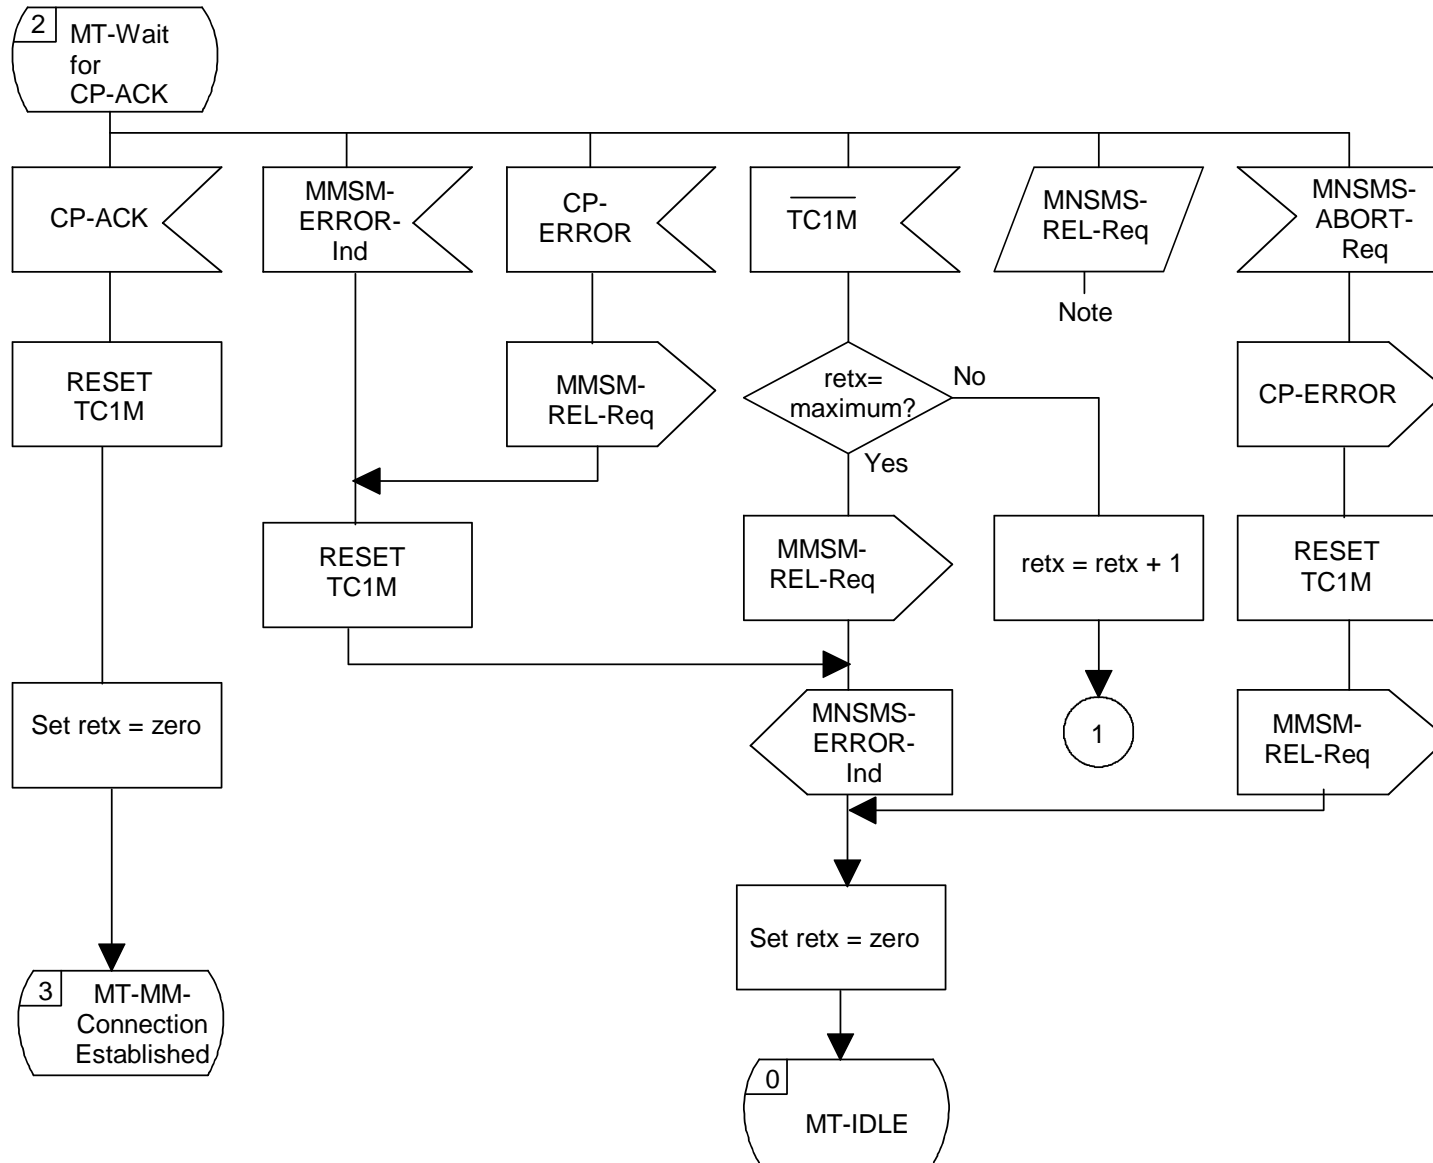 2
MT-Wait
for
CP-ACK
CP-ACK
MMSM-
ERROR-
Ind
CP-
ERROR
TC1M
MNSMS-
REL-Req
Note
MNSMS-
ABORT-
Req
RESET
TC1M
MMSM-
REL-Req
retx=
maximum?
No
Yes
CP-ERROR
RESET
TC1M
MMSM-
REL-Req
retx = retx + 1
RESET
TC1M
Set retx = zero
MNSMS-
ERROR-
Ind
1
MMSM-
REL-Req
Set retx = zero
3
MT-MM-
Connection
Established
0
MT-IDLE